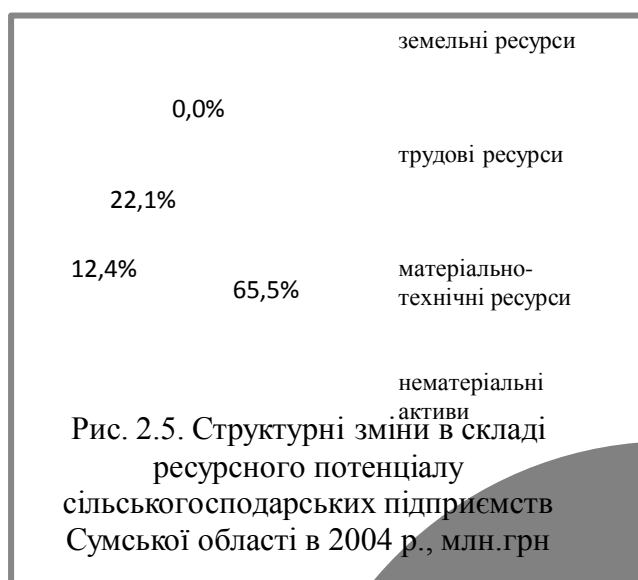 земельні ресурси
0,0%
трудові ресурси
22,1%
12,4%
65,5%
матеріально-
технічні ресурси
нематеріальні
активи
Рис. 2.5. Структурні зміни в складі
ресурсного потенціалу
сільськогосподарських підприємств
Сумської області в 2004 р., млн.грн